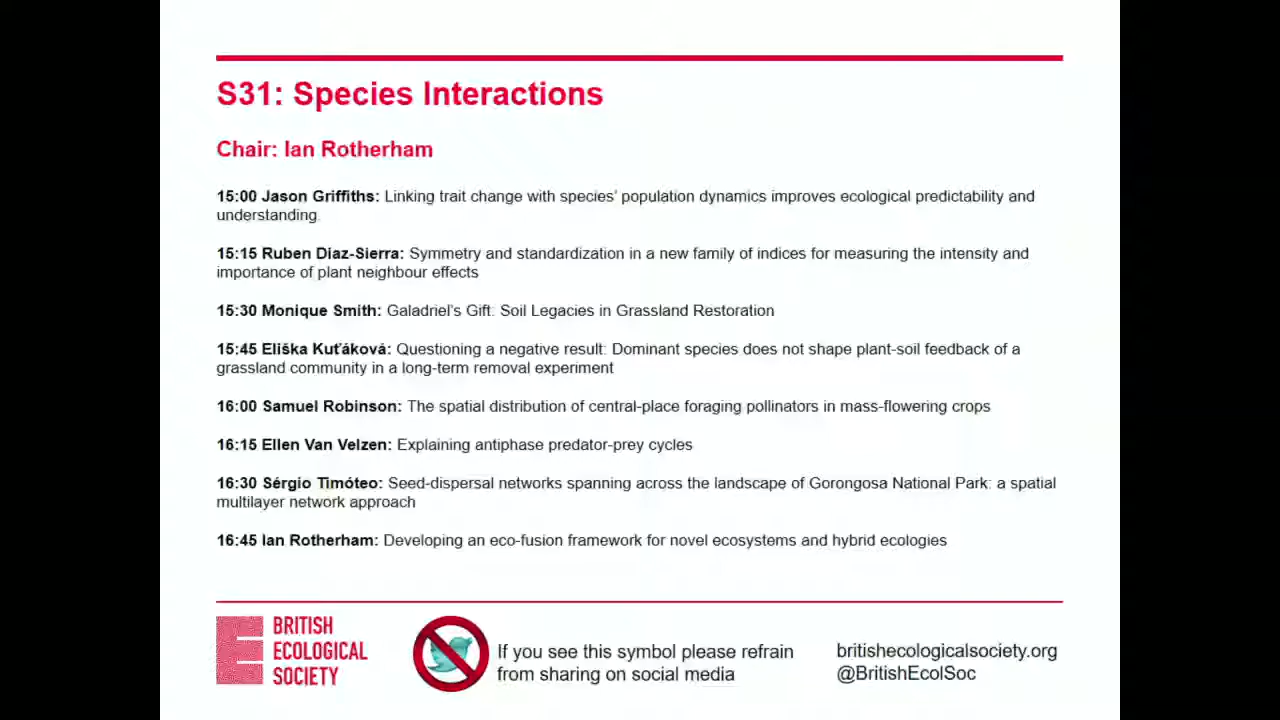 S31: Species Interactions
Chair: Ian Rotherham
15:00 Jason Griffiths: Linking trait change with species' population dynamics improves ecological predictability and
understanding.
15:15 Ruben Diaz-Sierra: Symmetry and standardization in a new family of indices for measuring the intensity and
importance of plant neighbour effects
15:30 Monique Smith: Galadriel's Gift: Soil Legacies in Grassland Restoration
15:45 Eliška Kuťáková: Questioning a negative result: Dominant species does not shape plant-soil feedback of a
grassland community in a long-term removal experiment
16:00 Samuel Robinson: The spatial distribution of central-place foraging pollinators in mass-flowering crops
16:15 Ellen Van Velzen: Explaining antiphase predator-prey cycles
16:30 Sérgio Timóteo: Seed-dispersal networks spanning across the landscape of Gorongosa National Park: a spatial
multilayer network approach
16:45 Ian Rotherham: Developing an eco-fusion framework for novel ecosystems and hybrid ecologies
BRITISH
ECOLOGICAL
SOCIETY
If you see this symbol please refrain
from sharing on social media
britishecologicalsociety.org
@BritishEcolSoc